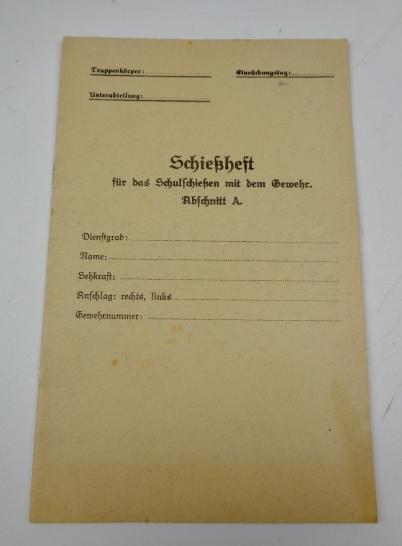 Truppenkörper:
Einrückungstag:
Unterabteilung:
Schießheft
für das Schulschießen mit dem Gewehr.
Abschnitt A.
Dienstgrad:
Name:
Sehkraft:
Anschlag: rechts, links
Gewehrnummer: